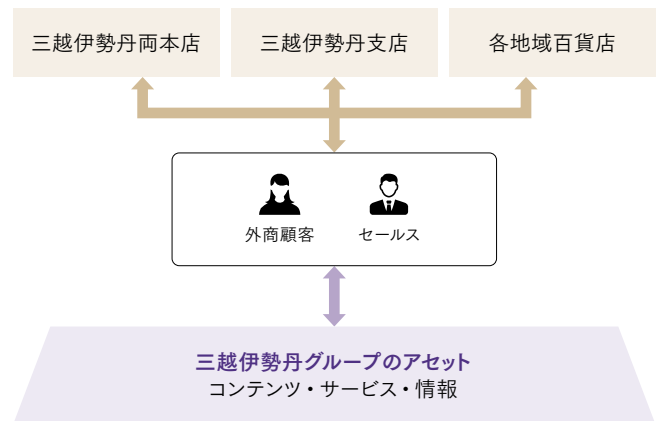 三越伊勢丹両本店
三越伊勢丹支店
各地域百貨店
外商顧客
セールス
三越伊勢丹グループのアセット
コンテンツ・サービス・情報